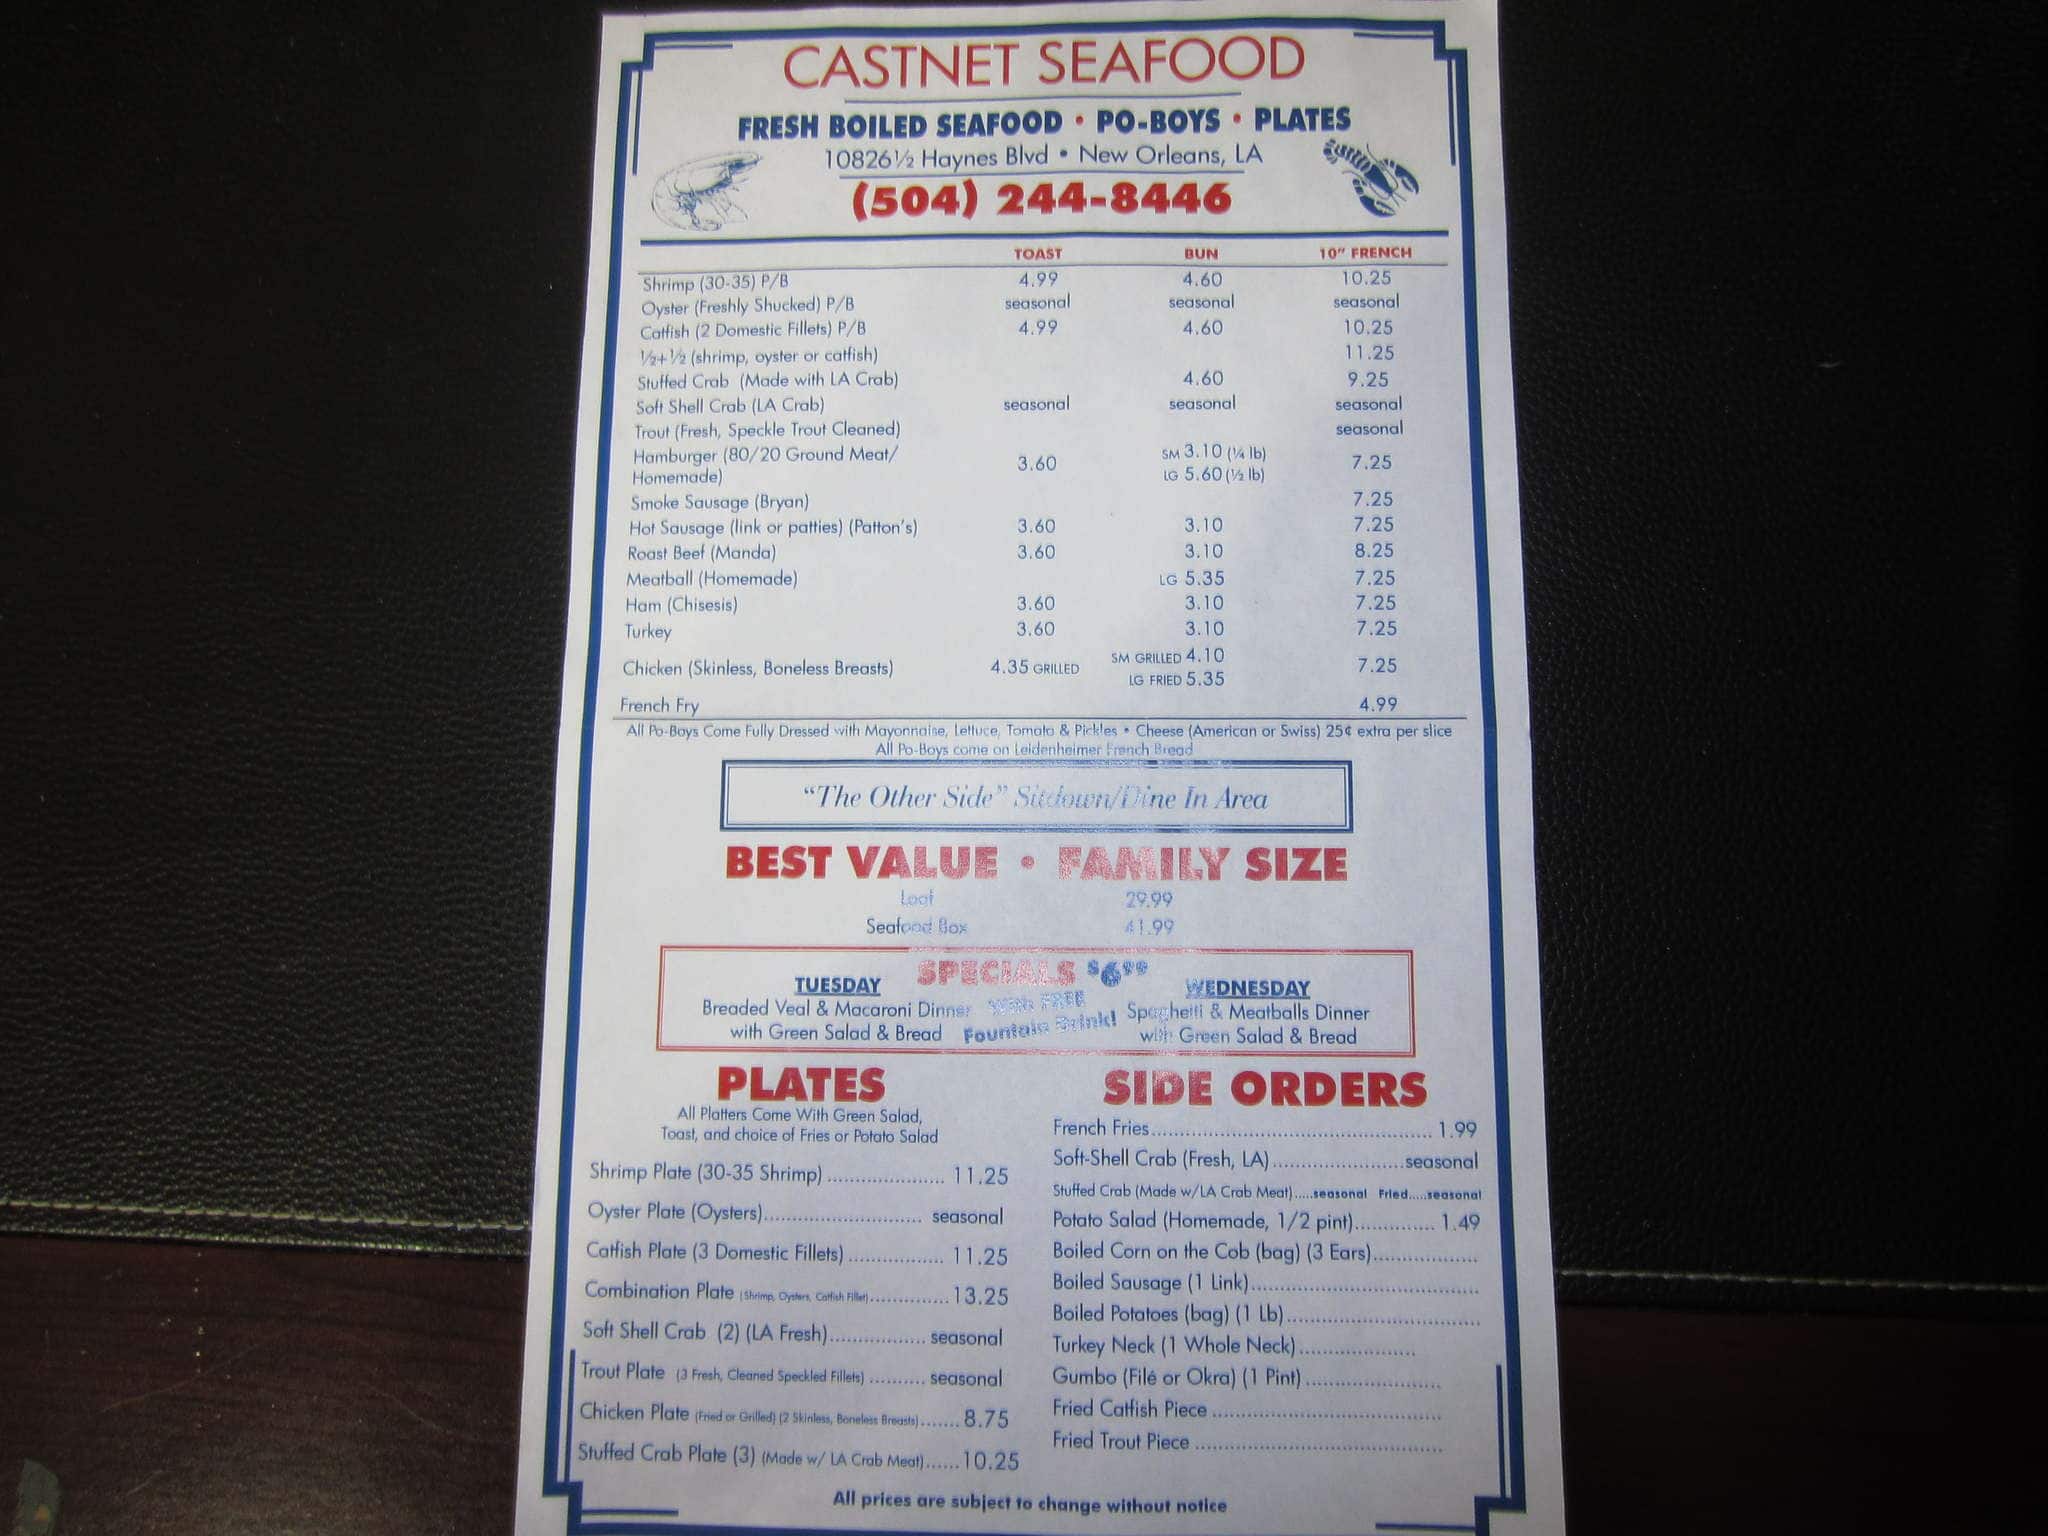 CASTNET SEAFOOD
FRESH BOILED SEAFOOD • PO-BOYS • PLATES
10826½ Haynes Blvd • New Orleans, LA
(504) 244-8446
TOAST BUN 10" FRENCH
Shrimp (30-35) P/B 4.99 4.60 10.25
Oyster (Freshly Shucked) P/B seasonal seasonal seasonal
Catfish (2 Domestic Fillets) P/B 4.99 4.60 10.25
½+½ (shrimp, oyster or catfish) 11.25
Stuffed Crab (Made with LA Crab) 4.60 9.25
Soft Shell Crab (LA Crab) seasonal seasonal seasonal
Trout (Fresh, Speckle Trout Cleaned) seasonal
Hamburger (80/20 Ground Meat/ Homemade) 3.60 SM 3.10 (¼ lb) LG 5.60 (½ lb) 7.25
Smoke Sausage (Bryan) 7.25
Hot Sausage (link or patties) (Patton's) 3.60 3.10 7.25
Roast Beef (Manda) 3.60 3.10 8.25
Meatball (Homemade) LG 5.35 7.25
Ham (Chisesis) 3.60 3.10 7.25
Turkey 3.60 3.10 7.25
Chicken (Skinless, Boneless Breasts) 4.35 GRILLED SM GRILLED 4.10 LG FRIED 5.35 7.25
French Fry 4.99
All Po-Boys Come Fully Dressed with Mayonnaise, Lettuce, Tomato & Pickles • Cheese (American or Swiss) 25¢ extra per slice
All Po-Boys come on Leidenheimer French Bread
"The Other Side" Sitdown/Dine In Area
BEST VALUE • FAMILY SIZE
Loaf 29.99
Seafood Box 41.99
SPECIALS $6.99
With FREE
Fountain Drink!
TUESDAY
Breaded Veal & Macaroni Dinner
with Green Salad & Bread
WEDNESDAY
Spaghetti & Meatballs Dinner
with Green Salad & Bread
PLATES
All Platters Come With Green Salad,
Toast, and choice of Fries or Potato Salad
Shrimp Plate (30-35 Shrimp) ..................... 11.25
Oyster Plate (Oysters)............................ seasonal
Catfish Plate (3 Domestic Fillets) ................. 11.25
Combination Plate (Shrimp, Oysters, Catfish Fillet)............... 13.25
Soft Shell Crab (2) (LA Fresh)................. seasonal
Trout Plate (3 Fresh, Cleaned Speckled Fillets) .......... seasonal
Chicken Plate (Fried or Grilled) (2 Skinless, Boneless Breasts)....... 8.75
Stuffed Crab Plate (3) (Made w/ LA Crab Meat)...... 10.25
SIDE ORDERS
French Fries.................................................. 1.99
Soft-Shell Crab (Fresh, LA).......................seasonal
Stuffed Crab (Made w/LA Crab Meat).....seasonal Fried.....seasonal
Potato Salad (Homemade, 1/2 pint).............. 1.49
Boiled Corn on the Cob (bag) (3 Ears)..................
Boiled Sausage (1 Link)........................................
Boiled Potatoes (bag) (1 Lb)..................................
Turkey Neck (1 Whole Neck)....................
Gumbo (Filé or Okra) (1 Pint) .......................
Fried Catfish Piece .......................................
Fried Trout Piece ..........................................
All prices are subject to change without notice